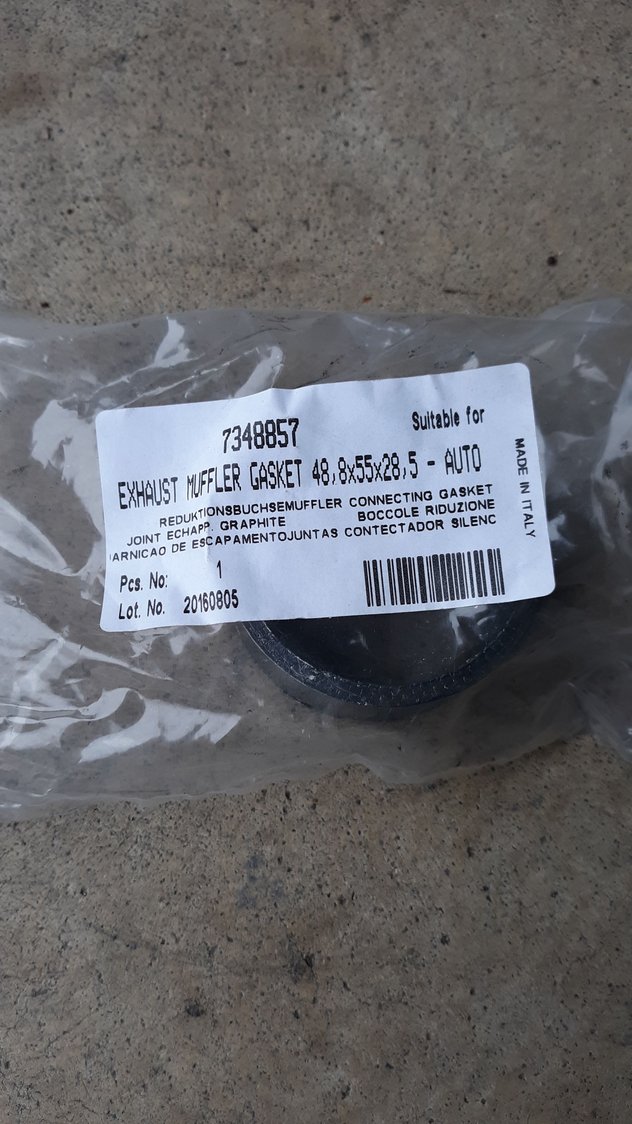 7348857
Suitable for
EXHAUST MUFFLER GASKET 48,8x55x28,5 - AUTO
REDUKTIONSBUCHSEMUFFLER CONNECTING GASKET
JOINT ECHAPP. GRAPHITE BOCCOLE RIDUZIONE
ARNICAO DE ESCAPAMENTOJUNTAS CONTECTADOR SILENC
Pcs. No: 1
Lot. No. 20160805
MADE IN ITALY